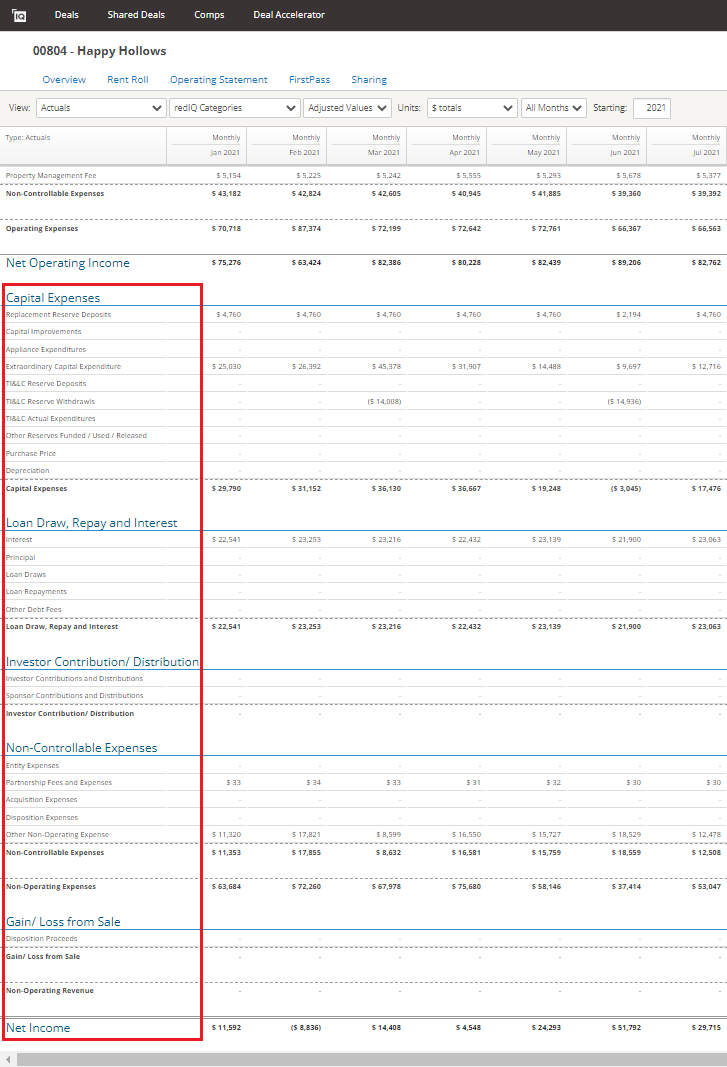 IQ Deals Shared Deals Comps Deal Accelerator
00804 - Happy Hollows
Overview Rent Roll Operating Statement FirstPass Sharing
View: Actuals redIQ Categories Adjusted Values Units: $ totals All Months Starting: 2021
Type: Actuals Monthly Monthly Monthly Monthly Monthly Monthly Monthly
Jan 2021 Feb 2021 Mar 2021 Apr 2021 May 2021 Jun 2021 Jul 2021
Property Management Fee $ 5,154 $ 5,225 $ 5,242 $ 5,555 $ 5,293 $ 5,678 $ 5,377
Non-Controllable Expenses $ 43,182 $ 42,824 $ 42,605 $ 40,945 $ 41,885 $ 39,360 $ 39,392
Operating Expenses $ 70,718 $ 87,374 $ 72,199 $ 72,642 $ 72,761 $ 66,367 $ 66,563
Net Operating Income $ 75,276 $ 63,424 $ 82,386 $ 80,228 $ 82,439 $ 89,206 $ 82,762
Capital Expenses
Replacement Reserve Deposits $ 4,760 $ 4,760 $ 4,760 $ 4,760 $ 4,760 $ 2,194 $ 4,760
Capital Improvements - - - - - - -
Appliance Expenditures - - - - - - -
Extraordinary Capital Expenditure $ 25,030 $ 26,392 $ 45,378 $ 31,907 $ 14,488 $ 9,697 $ 12,716
TI&LC Reserve Deposits - - - - - - -
TI&LC Reserve Withdrawls - - ($ 14,008) - - ($ 14,936) -
TI&LC Actual Expenditures - - - - - - -
Other Reserves Funded / Used / Released - - - - - - -
Purchase Price - - - - - - -
Depreciation - - - - - - -
Capital Expenses $ 29,790 $ 31,152 $ 36,130 $ 36,667 $ 19,248 ($ 3,045) $ 17,476
Loan Draw, Repay and Interest
Interest $ 22,541 $ 23,253 $ 23,216 $ 22,432 $ 23,139 $ 21,900 $ 23,063
Principal - - - - - - -
Loan Draws - - - - - - -
Loan Repayments - - - - - - -
Other Debt Fees - - - - - - -
Loan Draw, Repay and Interest $ 22,541 $ 23,253 $ 23,216 $ 22,432 $ 23,139 $ 21,900 $ 23,063
Investor Contribution/ Distribution
Investor Contributions and Distributions - - - - - - -
Sponsor Contributions and Distributions - - - - - - -
Investor Contribution/ Distribution - - - - - - -
Non-Controllable Expenses
Entity Expenses - - - - - - -
Partnership Fees and Expenses $ 33 $ 34 $ 33 $ 31 $ 32 $ 30 $ 30
Acquisition Expenses - - - - - - -
Disposition Expenses - - - - - - -
Other Non-Operating Expense $ 11,320 $ 17,821 $ 8,599 $ 16,550 $ 15,727 $ 18,529 $ 12,478
Non-Controllable Expenses $ 11,353 $ 17,855 $ 8,632 $ 16,581 $ 15,759 $ 18,559 $ 12,508
Non-Operating Expenses $ 63,684 $ 72,260 $ 67,978 $ 75,680 $ 58,146 $ 37,414 $ 53,047
Gain/ Loss from Sale
Disposition Proceeds - - - - - - -
Gain/ Loss from Sale - - - - - - -
Non-Operating Revenue - - - - - - -
Net Income $ 11,592 ($ 8,836) $ 14,408 $ 4,548 $ 24,293 $ 51,792 $ 29,715